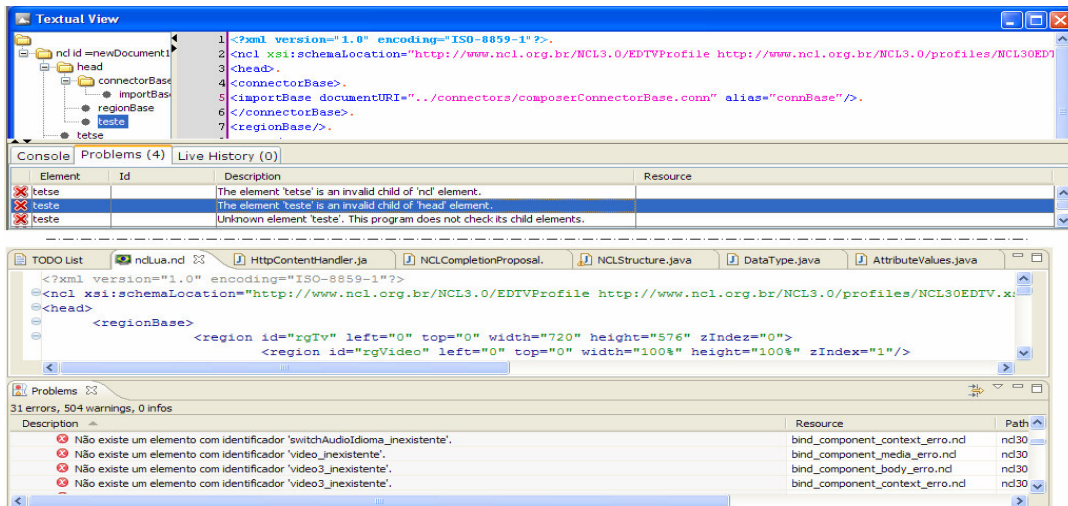 Textual View
ncl id =newDocument1
head
connectorBase
importBas
regionBase
teste
tetse
1 <?xml version="1.0" encoding="ISO-8859-1"?>.
2 <ncl xsi:schemaLocation="http://www.ncl.org.br/NCL3.0/EDTVProfile http://www.ncl.org.br/NCL3.0/profiles/NCL30EDT
3 <head>.
4 <connectorBase>.
5 <importBase documentURI="../connectors/composerConnectorBase.conn" alias="connBase"/>.
6 </connectorBase>.
7 <regionBase/>.
Console Problems (4) Live History (0)
Element Id Description Resource
tetse The element 'tetse' is an invalid child of 'ncl' element.
teste The element 'teste' is an invalid child of 'head' element.
teste Unknown element 'teste'. This program does not check its child elements.
TODO List nclLua.ncl HttpContentHandler.ja NCLCompletionProposal. NCLStructure.java DataType.java AttributeValues.java
<?xml version="1.0" encoding="ISO-8859-1"?>
<ncl xsi:schemaLocation="http://www.ncl.org.br/NCL3.0/EDTVProfile http://www.ncl.org.br/NCL3.0/profiles/NCL30EDTV.x
<head>
<regionBase>
<region id="rgTv" left="0" top="0" width="720" height="576" zIndex="0">
<region id="rgVideo" left="0" top="0" width="100%" height="100%" zIndex="1"/>
Problems
31 errors, 504 warnings, 0 infos
Description Resource Path
Não existe um elemento com identificador 'switchAudioIdioma_inexistente'. bind_component_context_erro.ncl ncl30
Não existe um elemento com identificador 'video_inexistente'. bind_component_media_erro.ncl ncl30
Não existe um elemento com identificador 'video3_inexistente'. bind_component_body_erro.ncl ncl30
Não existe um elemento com identificador 'video3_inexistente'. bind_component_context_erro.ncl ncl30